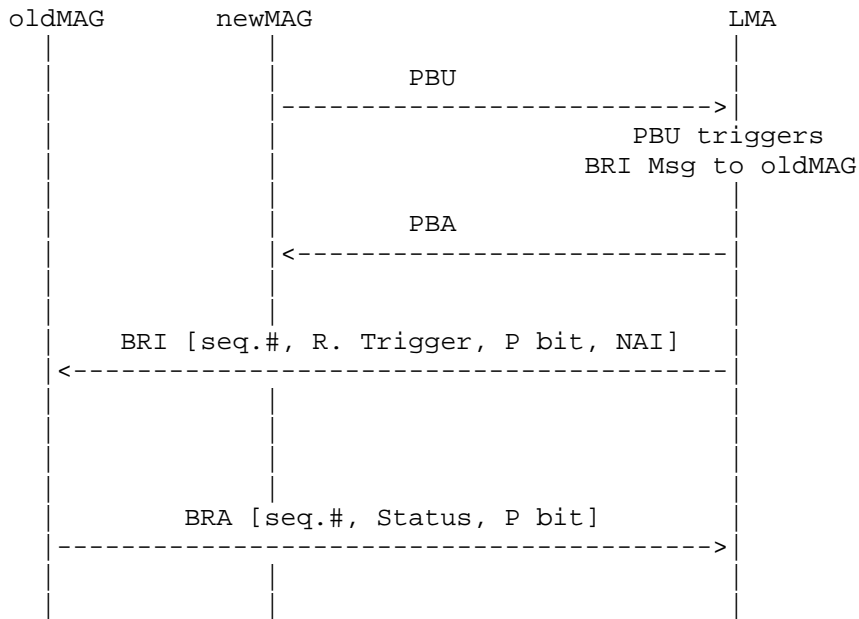 oldMAG newMAG LMA
PBU
PBU triggers
BRI Msg to oldMAG
PBA
BRI [seq.#, R. Trigger, P bit, NAI]
BRA [seq.#, Status, P bit]